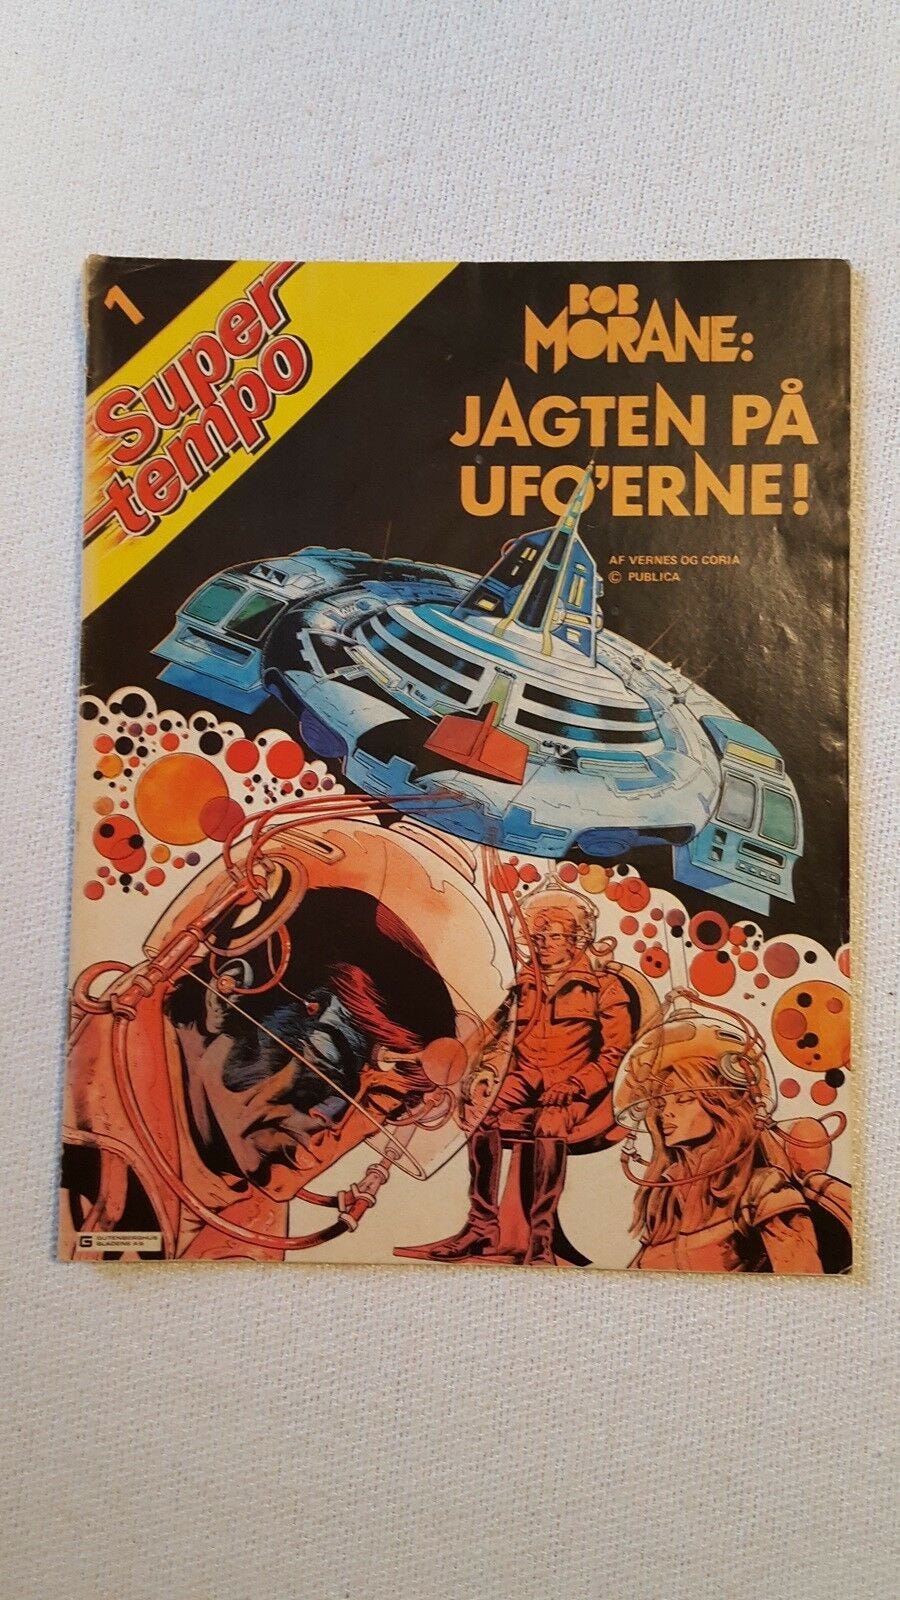 1
Super
tempo
BOB
MORANE:
JAGTEN PÅ
UFO'ERNE!
AF VERNES OG CORIA
© PUBLICA
G GUTENBERGHUS
BLADENE A/S